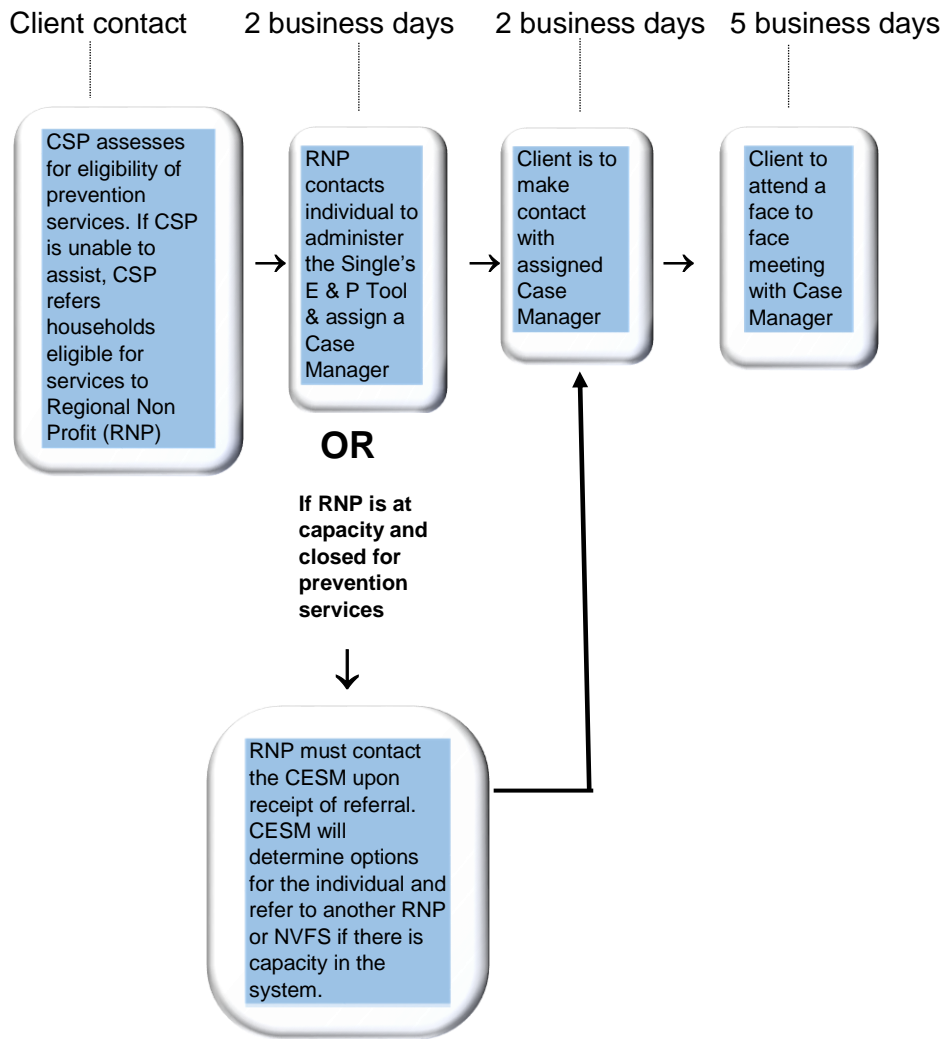 Client contact
2 business days
2 business days
5 business days
CSP assesses
for eligibility of
prevention
services. If CSP
is unable to
assist, CSP
refers
households
eligible for
services to
Regional Non
Profit (RNP)
RNP
contacts
individual to
administer
the Single’s
E & P Tool
& assign a
Case
Manager
Client is to
make
contact
with
assigned
Case
Manager
Client to
attend a
face to
face
meeting
with Case
Manager
OR
If RNP is at
capacity and
closed for
prevention
services
RNP must contact
the CESM upon
receipt of referral.
CESM will
determine options
for the individual and
refer to another RNP
or NVFS if there is
capacity in the
system.